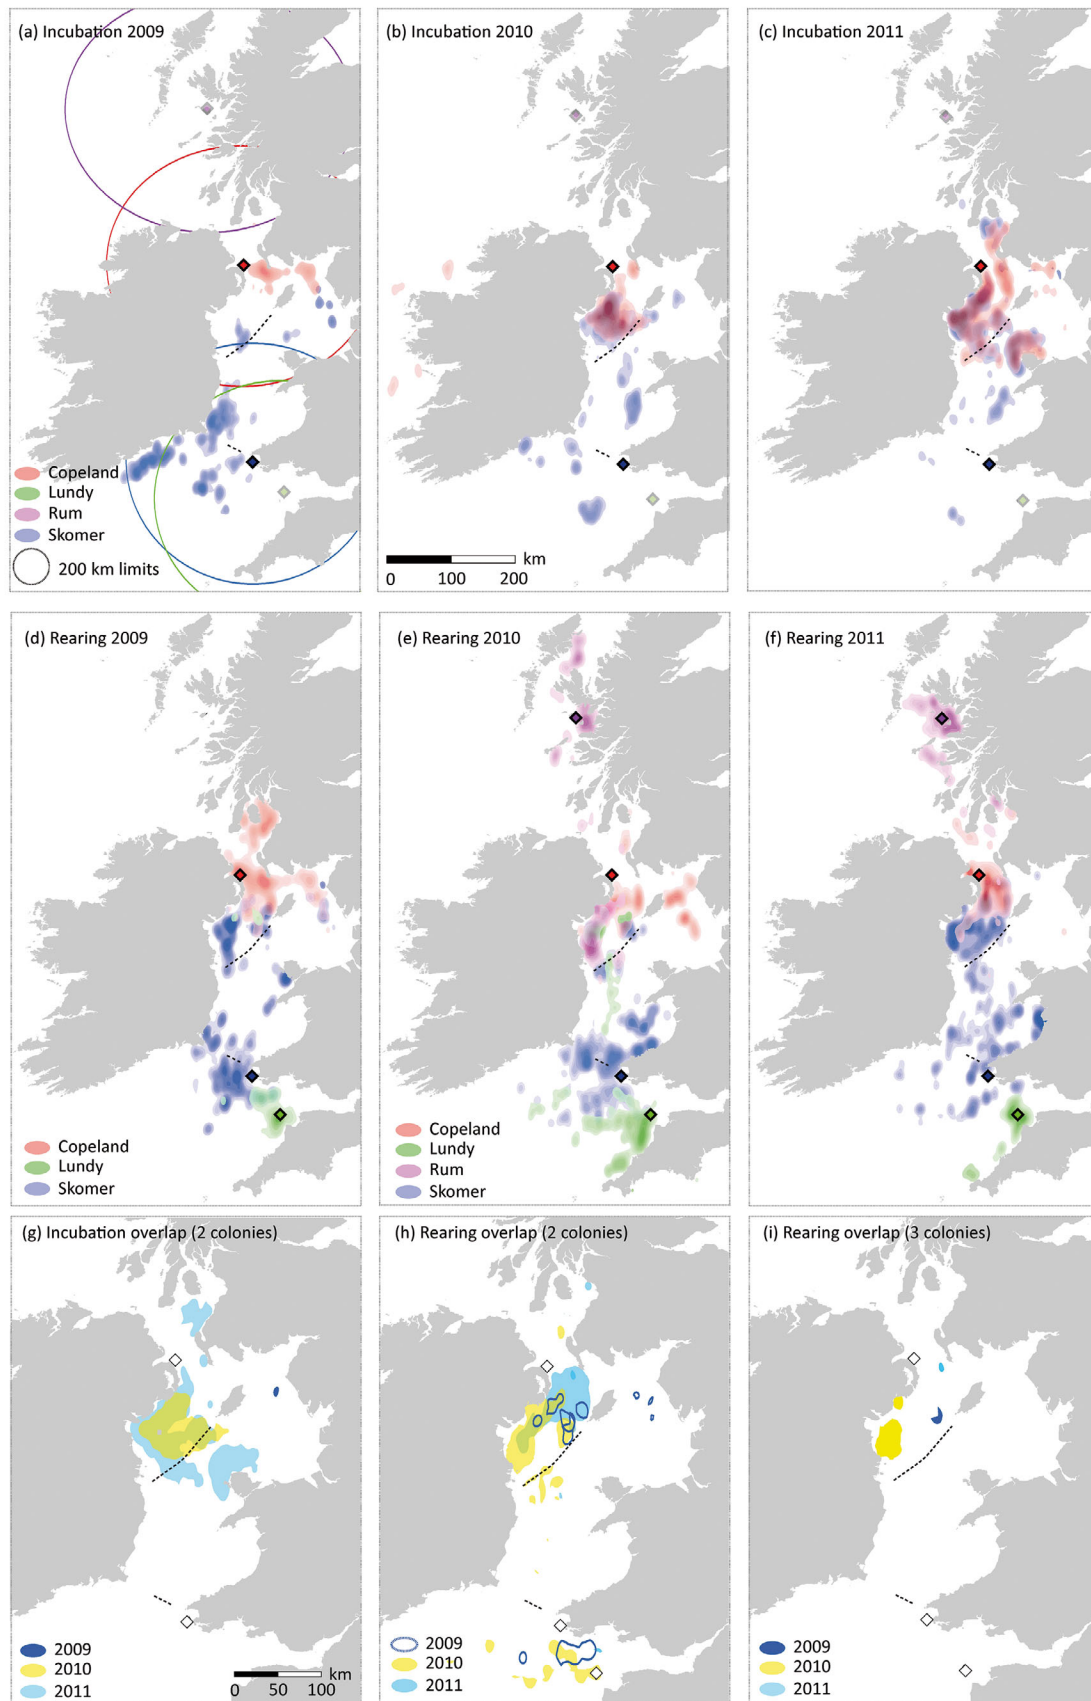 (a) Incubation 2009
(b) Incubation 2010
(c) Incubation 2011
Copeland
Lundy
Rum
Skomer
200 km limits
km
0 100 200
(d) Rearing 2009
(e) Rearing 2010
(f) Rearing 2011
Copeland
Lundy
Skomer
Copeland
Lundy
Rum
Skomer
(g) Incubation overlap (2 colonies)
(h) Rearing overlap (2 colonies)
(i) Rearing overlap (3 colonies)
2009
2010
2011
km
0 50 100
2009
2010
2011
2009
2010
2011